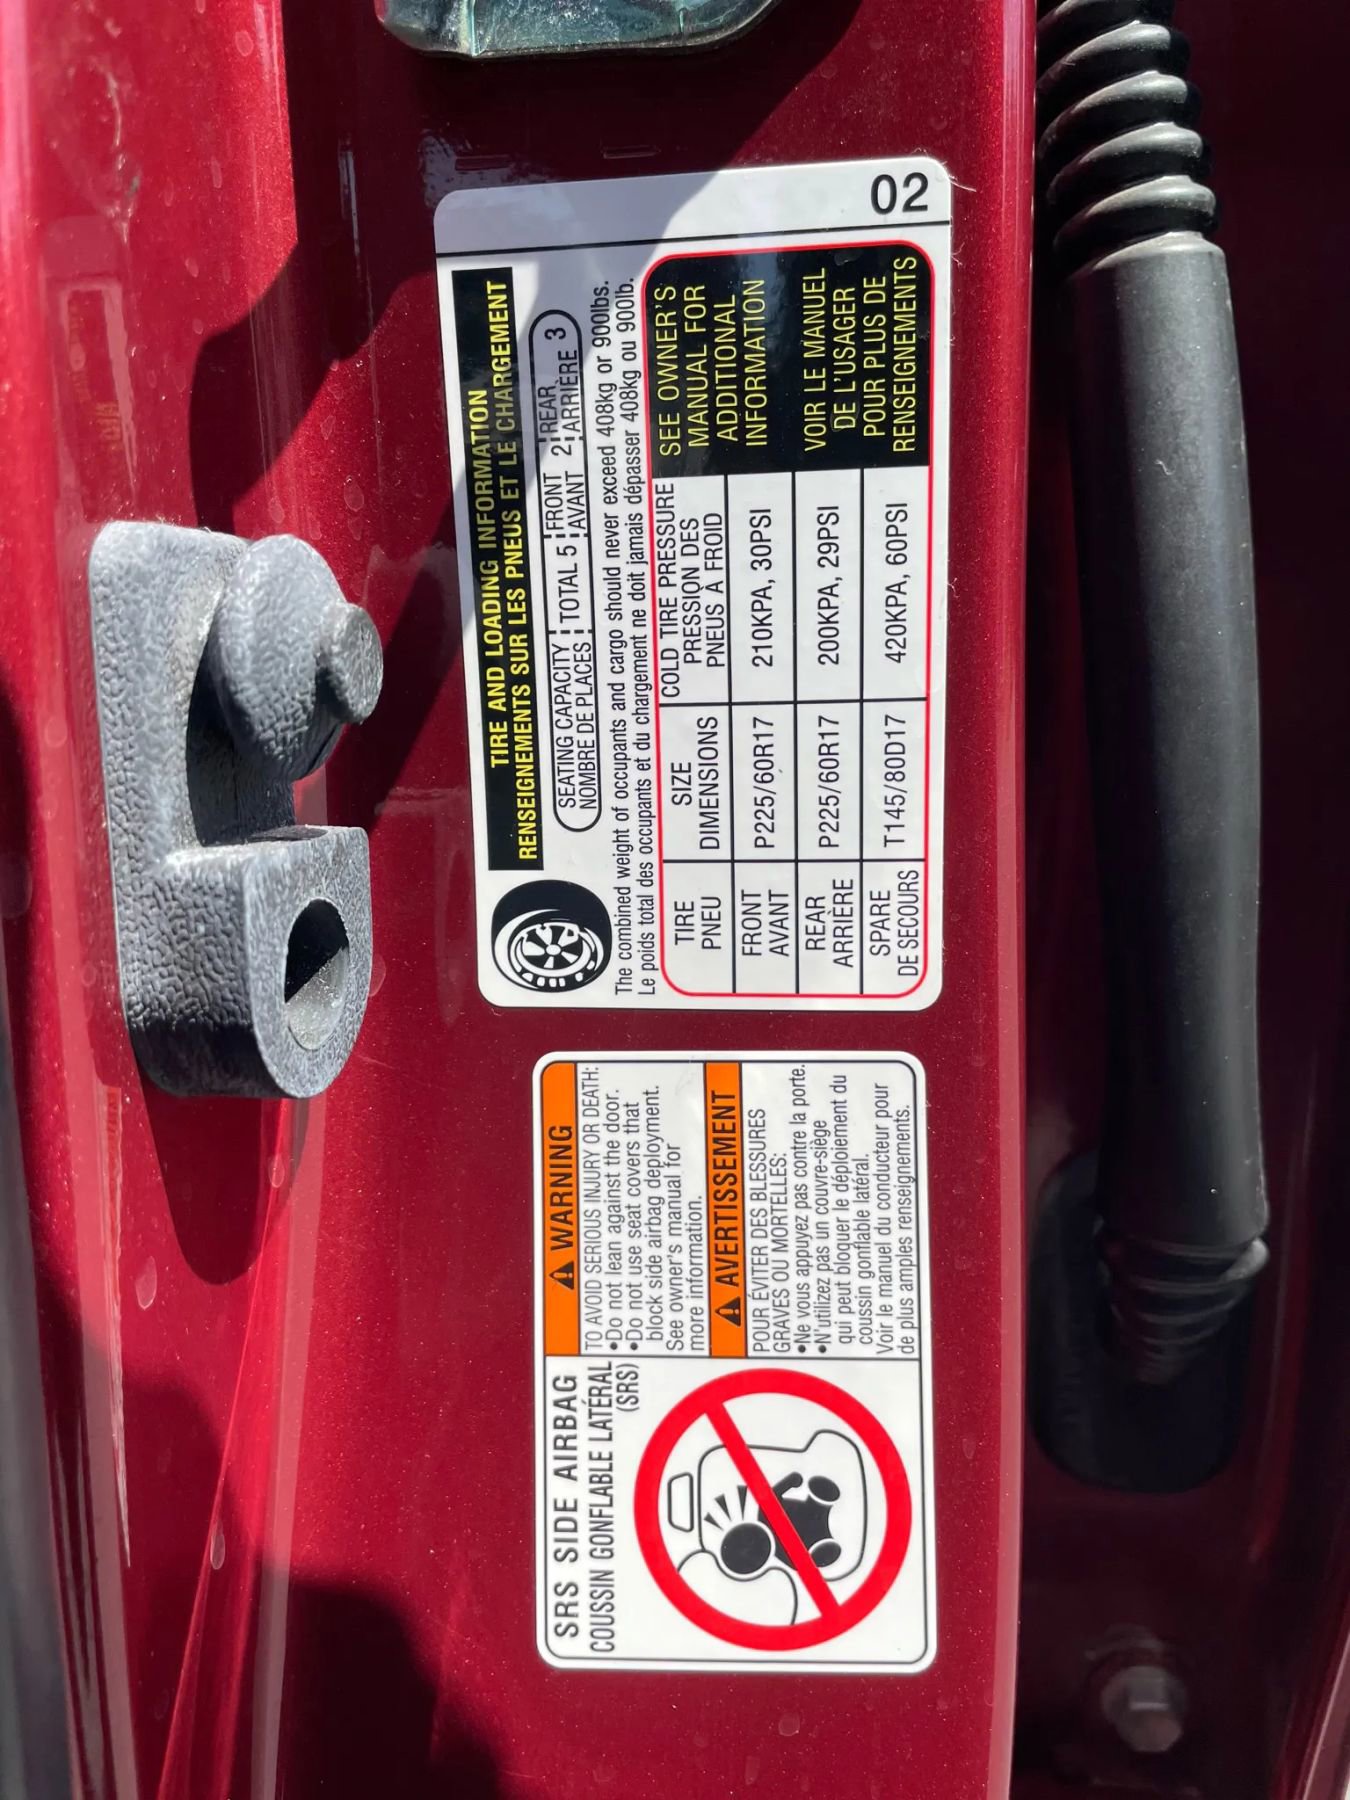 02
TIRE AND LOADING INFORMATION
RENSEIGNEMENTS SUR LES PNEUS ET LE CHARGEMENT
SEATING CAPACITY TOTAL 5 FRONT 2 REAR 3
NOMBRE DE PLACES AVANT ARRIÈRE
The combined weight of occupants and cargo should never exceed 408kg or 900lbs.
Le poids total des occupants et du chargement ne doit jamais dépasser 408kg ou 900lb.
TIRE SIZE COLD TIRE PRESSURE
PNEU DIMENSIONS PRESSION DES
PNEUS A FROID
FRONT P225/60R17 210KPA, 30PSI
AVANT
REAR P225/60R17 200KPA, 29PSI
ARRIÈRE
SPARE T145/80D17 420KPA, 60PSI
DE SECOURS
SEE OWNER'S
MANUAL FOR
ADDITIONAL
INFORMATION
VOIR LE MANUEL
DE L'USAGER
POUR PLUS DE
RENSEIGNEMENTS
SRS SIDE AIRBAG
COUSSIN GONFLABLE LATÉRAL
(SRS)
WARNING
TO AVOID SERIOUS INJURY OR DEATH:
•Do not lean against the door.
•Do not use seat covers that
block side airbag deployment.
See owner's manual for
more information.
AVERTISSEMENT
POUR ÉVITER DES BLESSURES
GRAVES OU MORTELLES:
•Ne vous appuyez pas contre la porte.
•N'utilizez pas un couvre-siège
qui peut bloquer le déploiement du
coussin gonflable latéral.
Voir le manuel du conducteur pour
de plus amples renseignements.